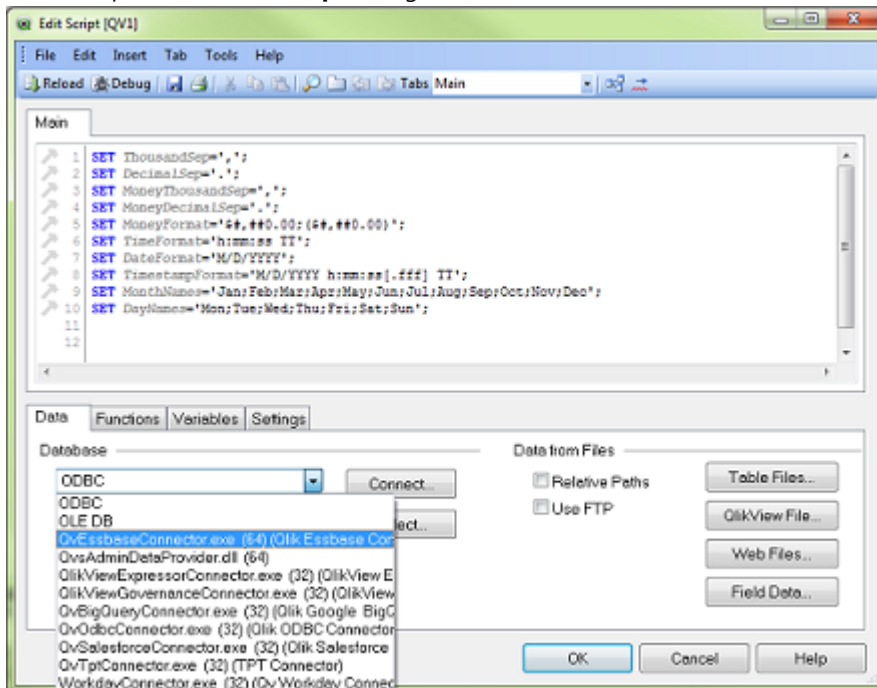 Edit Script [QV1]
File Edit Insert Tab Tools Help
Reload Debug Tabs Main
Main
1 SET ThousandSep=',';
2 SET DecimalSep='.';
3 SET MoneyThousandSep=',';
4 SET MoneyDecimalSep='.';
5 SET MoneyFormat='$#,##0.00;($#,##0.00)';
6 SET TimeFormat='h:mm:ss TT';
7 SET DateFormat='M/D/YYYY';
8 SET TimestampFormat='M/D/YYYY h:mm:ss[.fff] TT';
9 SET MonthNames='Jan;Feb;Mar;Apr;May;Jun;Jul;Aug;Sep;Oct;Nov;Dec';
10 SET DayNames='Mon;Tue;Wed;Thu;Fri;Sat;Sun';
11
12
Data Functions Variables Settings
Database Data from Files
ODBC Connect... Relative Paths Table Files...
ODBC
OLE DB lect... Use FTP QlikView File...
QvEssbaseConnector.exe (64) (Qlik Essbase Con
QvsAdminDataProvider.dll (64) Web Files...
QlikViewExpressorConnector.exe (32) (QlikView E
QlikViewGovernanceConnector.exe (32) (QlikView Field Data...
QvBigQueryConnector.exe (32) (Qlik Google BigQ
QvOdbcConnector.exe (32) (Qlik ODBC Connector
QvSalesforceConnector.exe (32) (Qlik Salesforce OK Cancel Help
QvTptConnector.exe (32) (TPT Connector)
WorkdayConnector.exe (32) (Qv Workday Connec